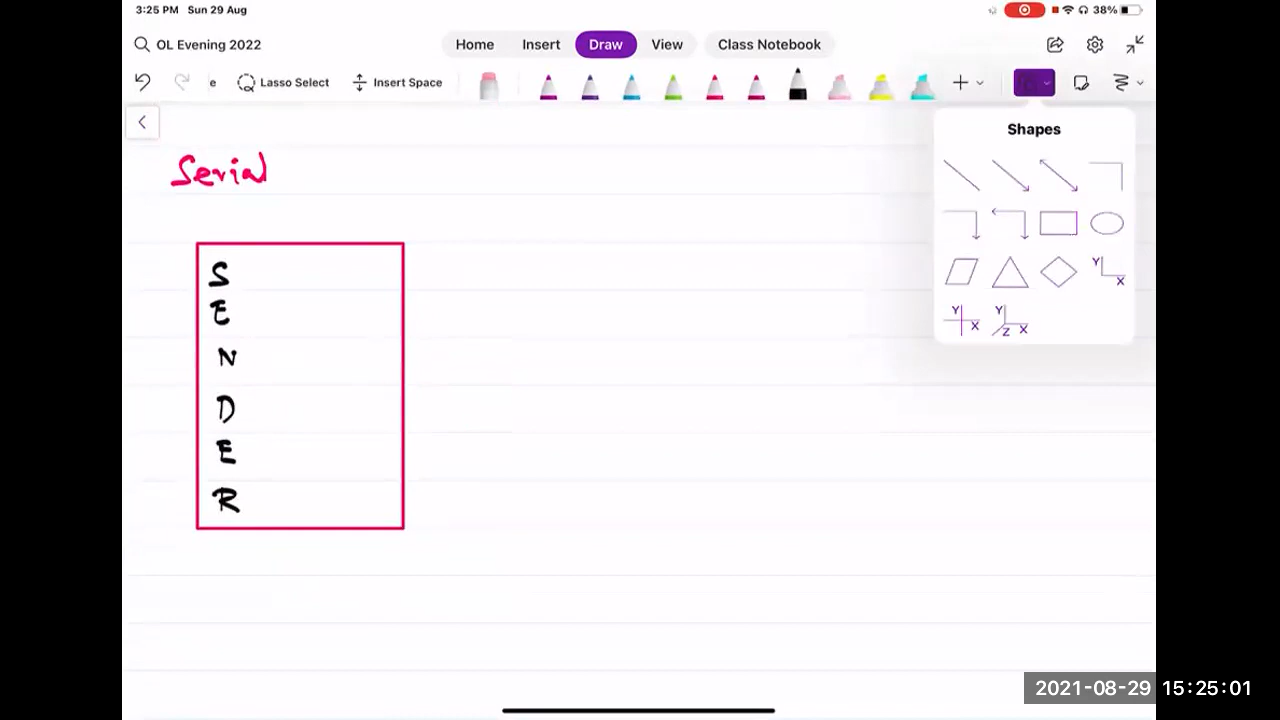 3:25 PM Sun 29 Aug
38%
OL Evening 2022
Home Insert Draw View Class Notebook
e Lasso Select Insert Space
Shapes
Serial
S
E
N
D
E
R
Y X
Y X
Y Z X
2021-08-29 15:25:01